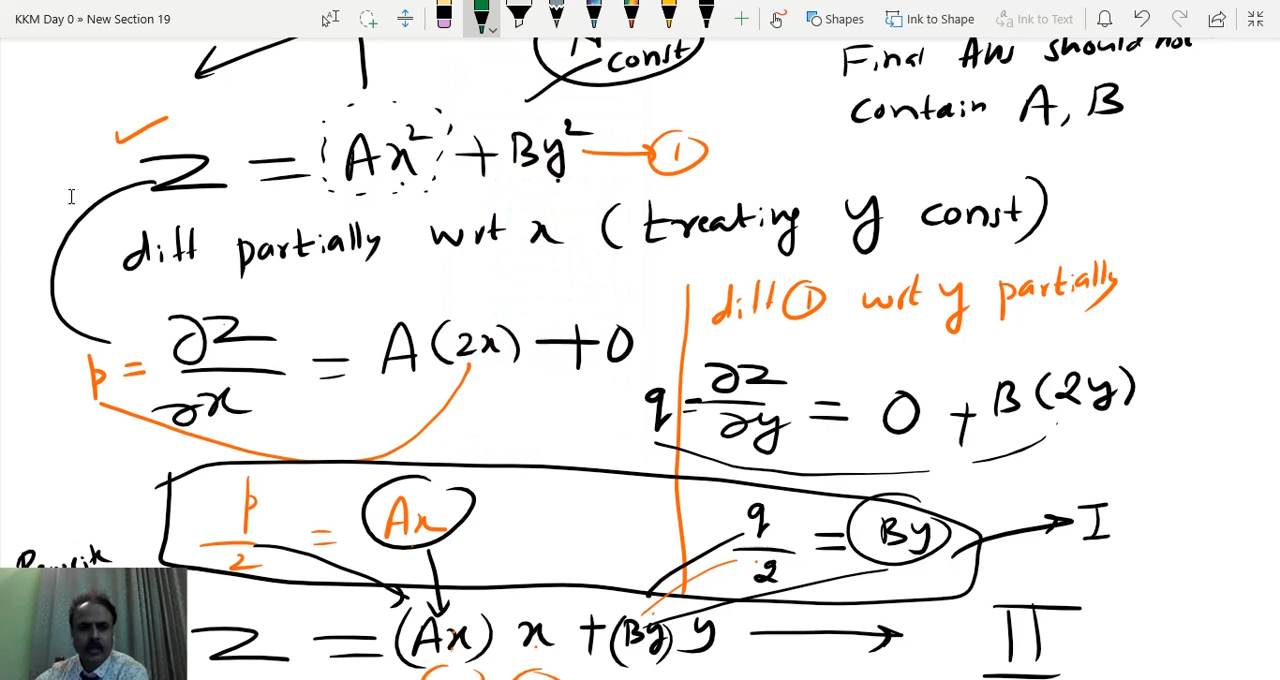 KKM Day 0 » New Section 19
Shapes
Ink to Shape
Ink to Text
const
Final Ans should not
contain A, B
Z = Ax² + By² → ①
diff partially wrt x (treating y const)
diff ① wrt y partially
p = ∂Z/∂x = A(2x) + 0
q = ∂Z/∂y = 0 + B(2y)
p/2 = Ax
q/2 = By → I
Z = (Ax) x + (By) y → II